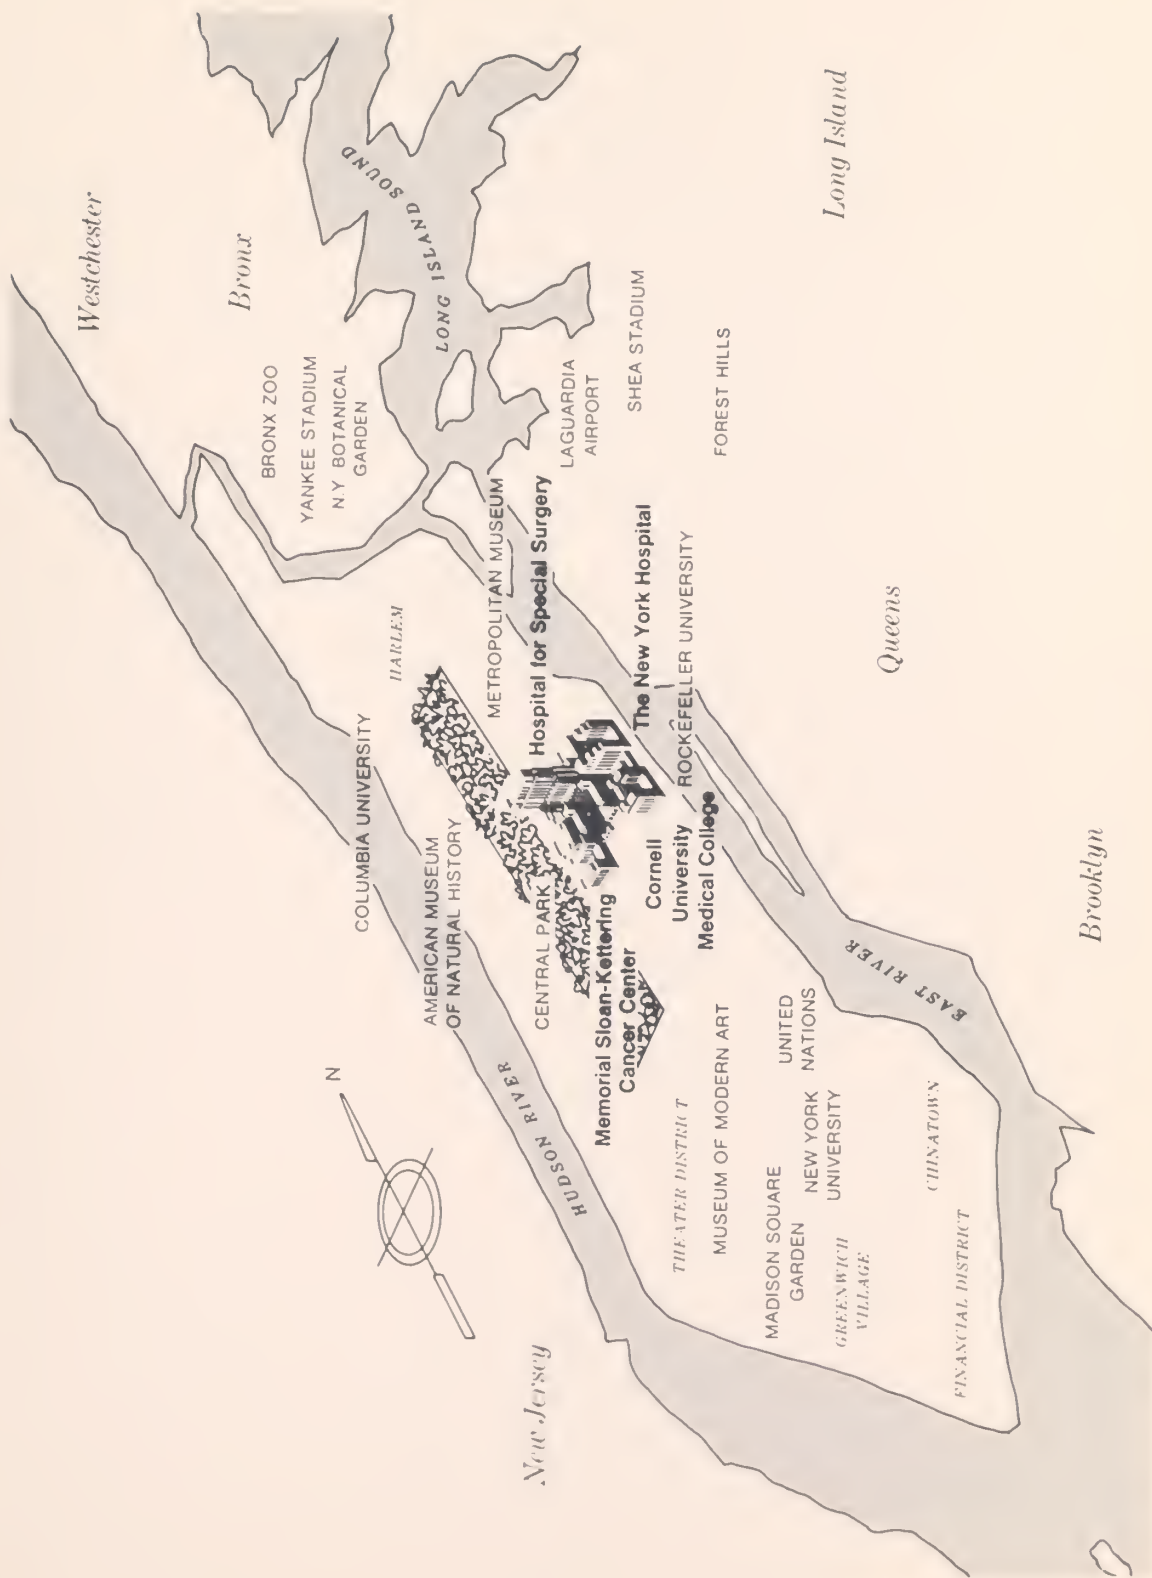 Westchester
Bronx
BRONX ZOO
YANKEE STADIUM
N.Y BOTANICAL
GARDEN
LONG ISLAND SOUND
Long Island
LAGUARDIA
AIRPORT
SHEA STADIUM
FOREST HILLS
HARLEM
COLUMBIA UNIVERSITY
AMERICAN MUSEUM
OF NATURAL HISTORY
METROPOLITAN MUSEUM
Hospital for Special Surgery
The New York Hospital
ROCKEFELLER UNIVERSITY
Queens
CENTRAL PARK
Memorial Sloan-Kettering
Cancer Center
Cornell
University
Medical College
N
HUDSON RIVER
EAST RIVER
Brooklyn
New Jersey
THEATER DISTRICT
MUSEUM OF MODERN ART
UNITED
NATIONS
MADISON SQUARE
GARDEN
NEW YORK
UNIVERSITY
GREENWICH
VILLAGE
CHINATOWN
FINANCIAL DISTRICT